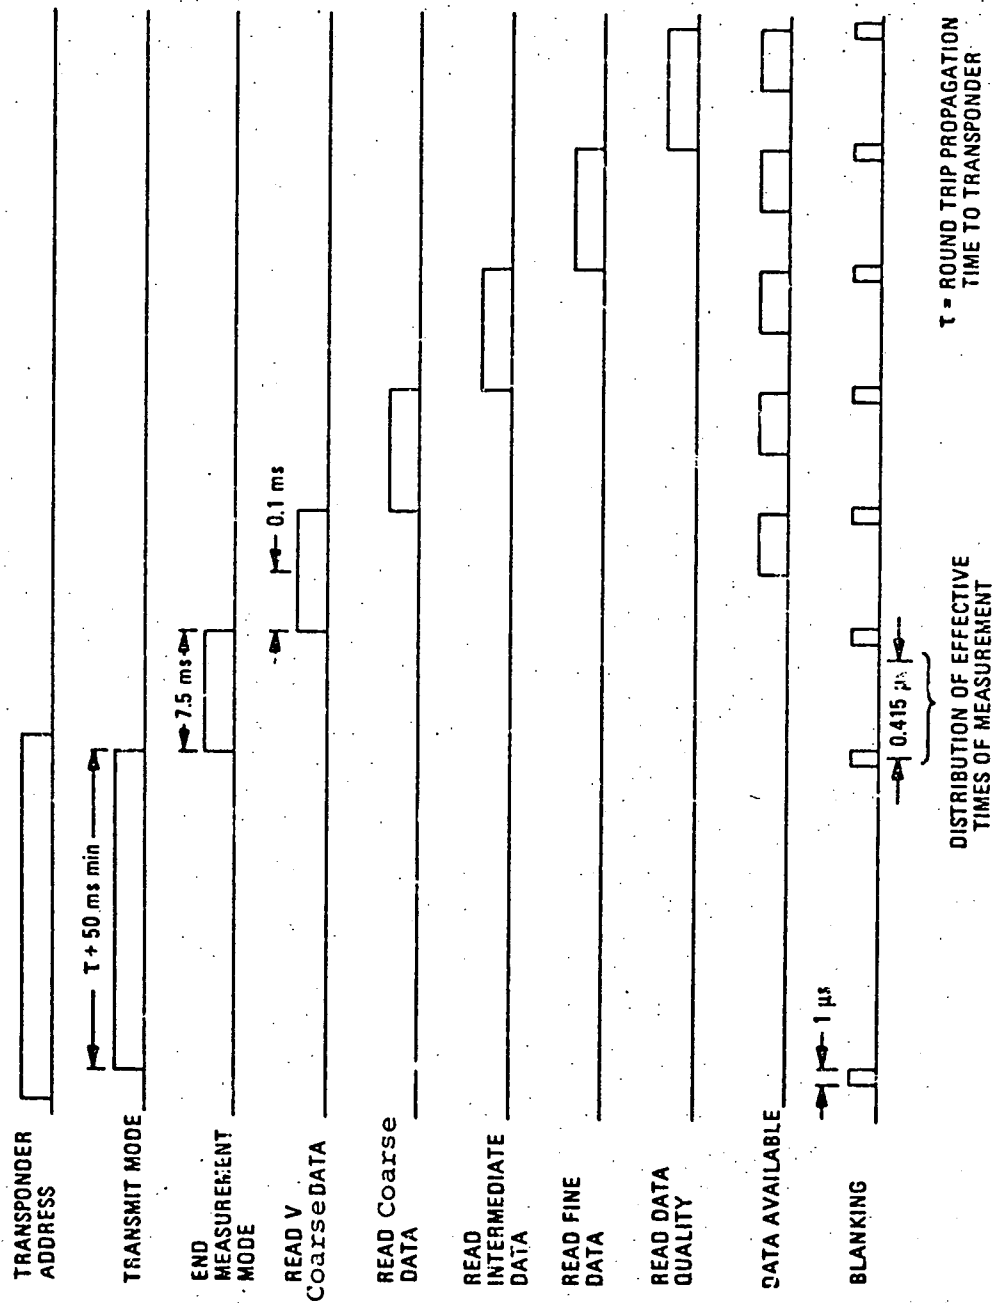 TRANSPONDER
ADDRESS
TRANSMIT MODE
τ + 50 ms min
END
MEASUREMENT
MODE
7.5 ms
READ V
Coarse DATA
0.1 ms
READ Coarse
DATA
READ
INTERMEDIATE
DATA
READ FINE
DATA
READ DATA
QUALITY
DATA AVAILABLE
BLANKING
1 μs
0.415 μs
DISTRIBUTION OF EFFECTIVE
TIMES OF MEASUREMENT
τ = ROUND TRIP PROPAGATION
TIME TO TRANSPONDER